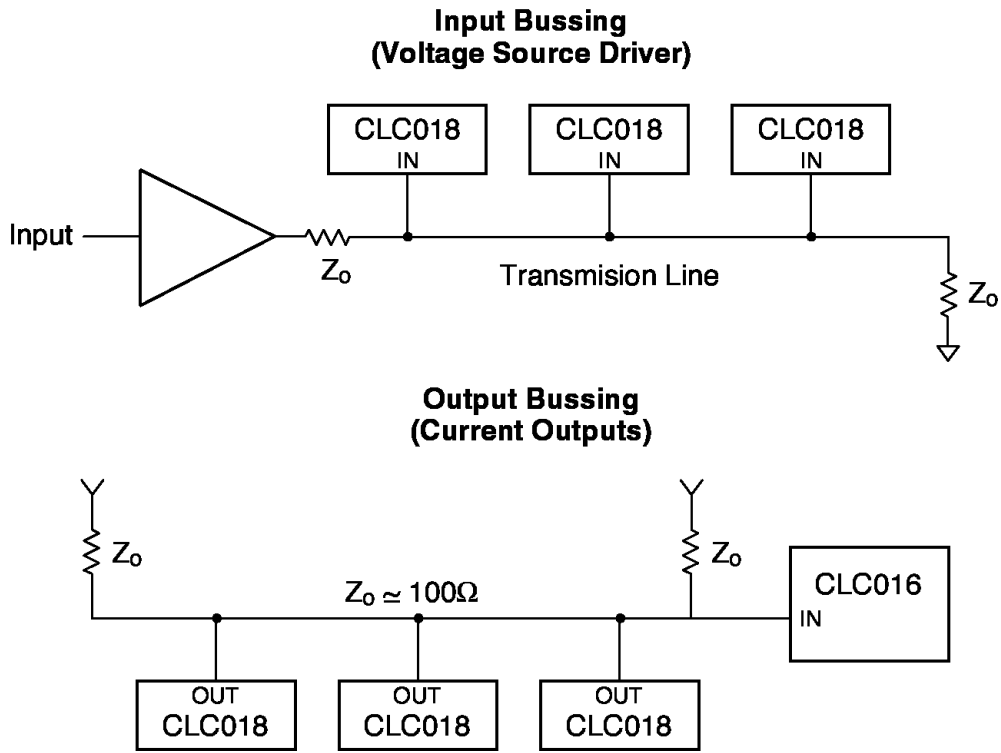 Input Bussing
(Voltage Source Driver)
CLC018
IN
CLC018
IN
CLC018
IN
Input
Zo
Transmision Line
Zo
Output Bussing
(Current Outputs)
Zo
Zo ≃ 100Ω
Zo
CLC016
IN
OUT
CLC018
OUT
CLC018
OUT
CLC018